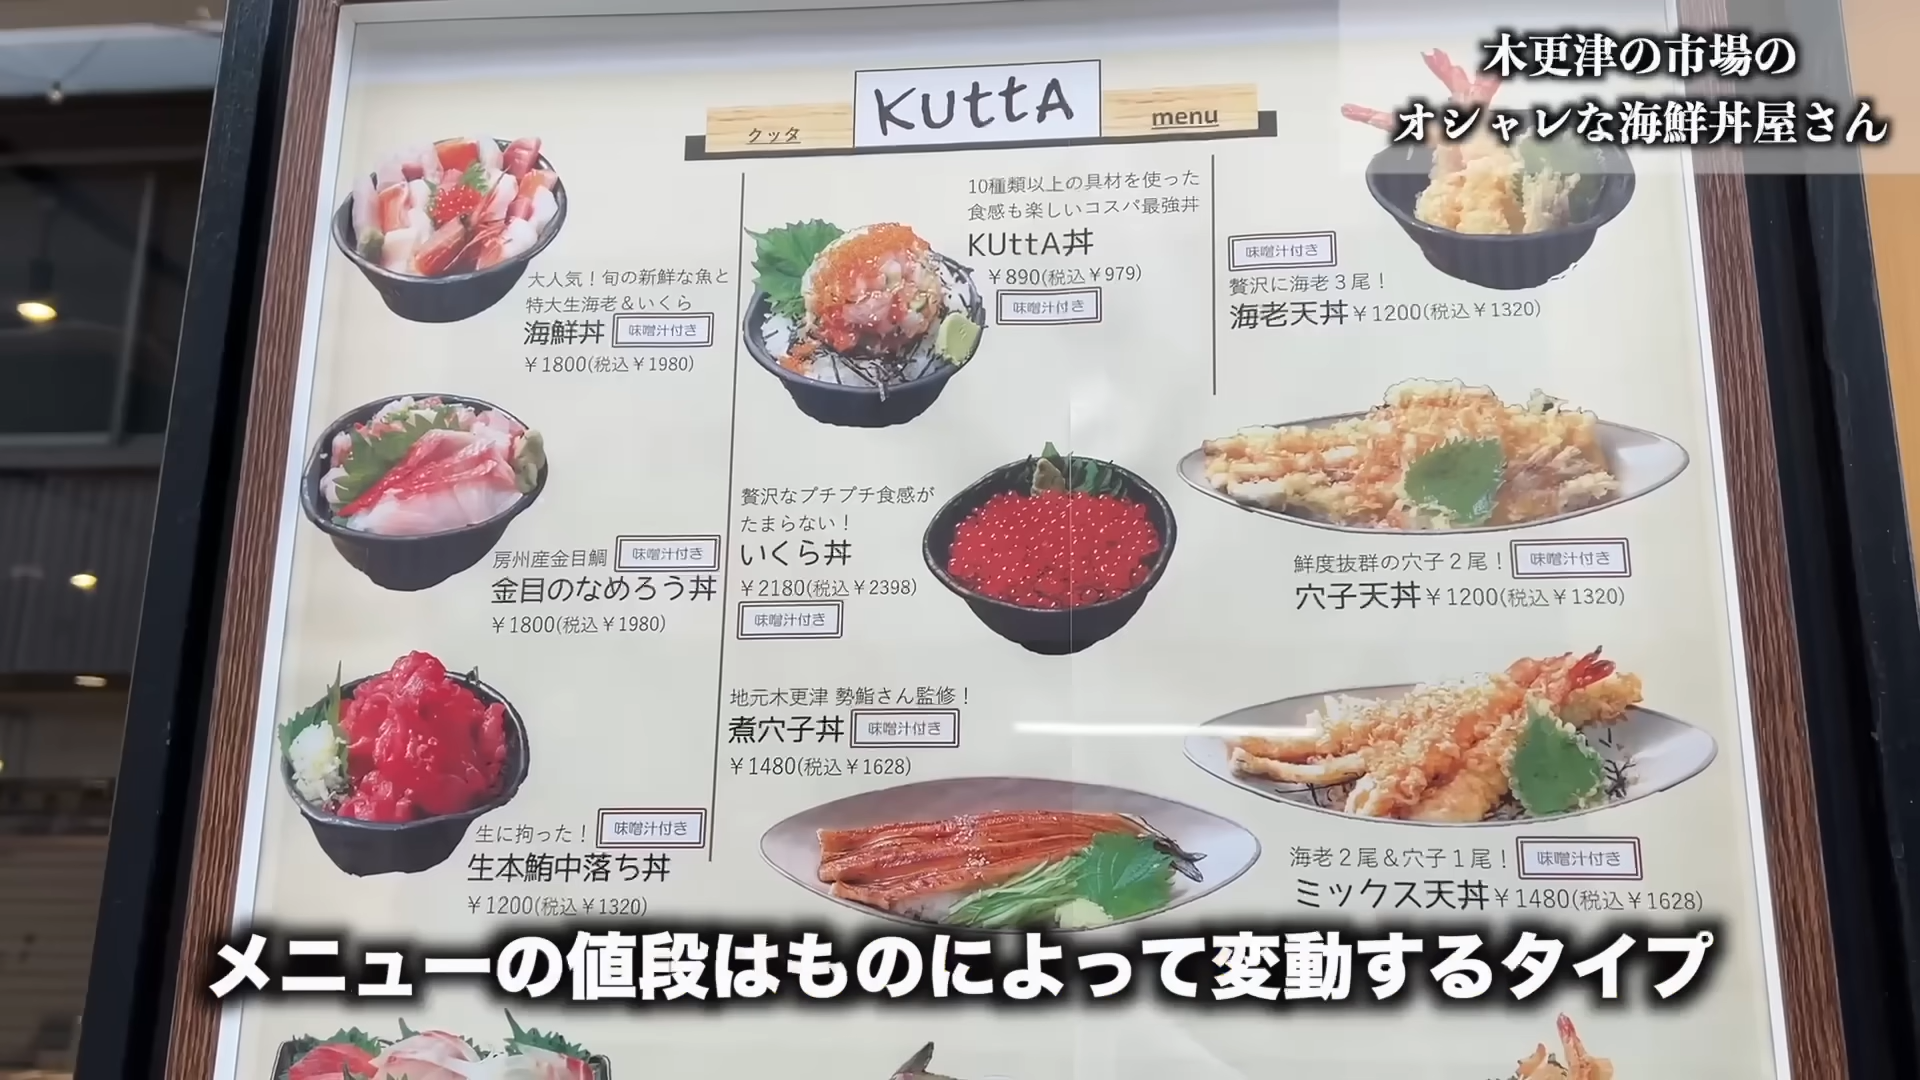 木更津の市場の
オシャレな海鮮丼屋さん
クッタ
KUttA
menu
大人気！旬の新鮮な魚と
特大生海老＆いくら
海鮮丼 味噌汁付き
￥1800(税込￥1980)
房州産金目鯛 味噌汁付き
金目のなめろう丼
￥1800(税込￥1980)
生に拘った！ 味噌汁付き
生本鮪中落ち丼
￥1200(税込￥1320)
10種類以上の具材を使った
食感も楽しいコスパ最強丼
KUttA丼
￥890(税込￥979)
味噌汁付き
贅沢なプチプチ食感が
たまらない！
いくら丼
￥2180(税込￥2398)
味噌汁付き
地元木更津 勢鮨さん監修！
煮穴子丼 味噌汁付き
￥1480(税込￥1628)
味噌汁付き
贅沢に海老３尾！
海老天丼￥1200(税込￥1320)
鮮度抜群の穴子２尾！ 味噌汁付き
穴子天丼￥1200(税込￥1320)
海老２尾＆穴子１尾！ 味噌汁付き
ミックス天丼￥1480(税込￥1628)
メニューの値段はものによって変動するタイプ